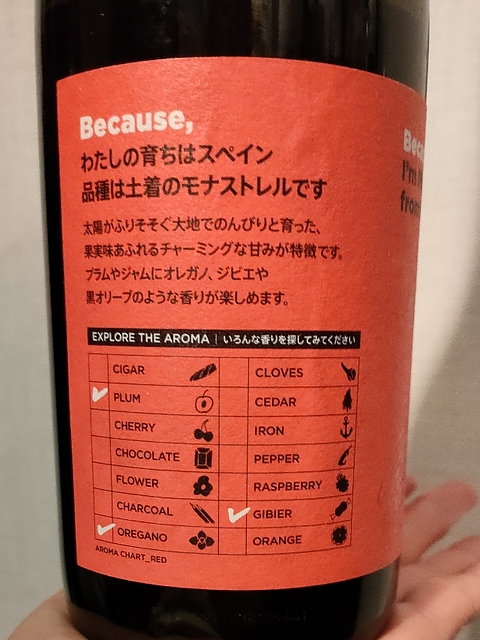 Because,
わたしの育ちはスペイン
品種は土着のモナストレルです
太陽がふりそそぐ大地でのんびりと育った、
果実味あふれるチャーミングな甘みが特徴です。
プラムやジャムにオレガノ、ジビエや
黒オリーブのような香りが楽しめます。
EXPLORE THE AROMA | いろんな香りを探してみてください
CIGAR
PLUM
CHERRY
CHOCOLATE
FLOWER
CHARCOAL
OREGANO
CLOVES
CEDAR
IRON
PEPPER
RASPBERRY
GIBIER
ORANGE
AROMA CHART_RED
I'm
from